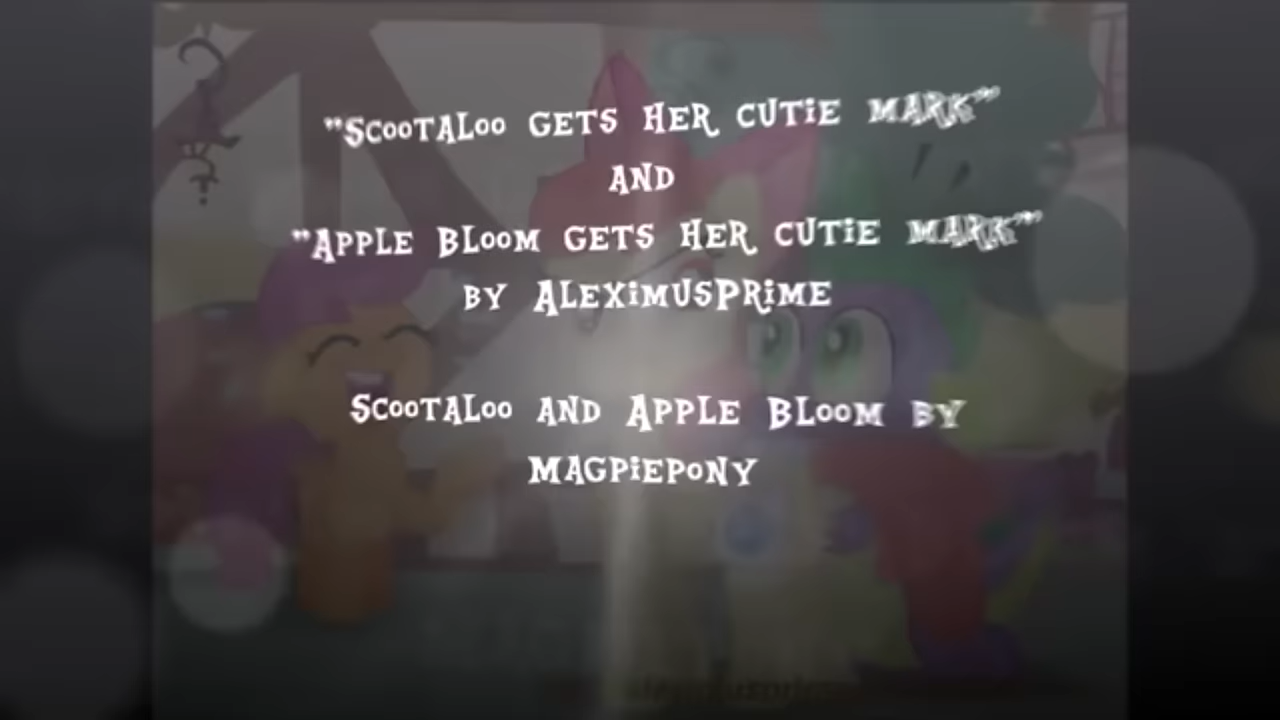 "Scootaloo gets her cutie mark"
and
"Apple Bloom gets her cutie mark"
by Aleximusprime
Scootaloo and Apple Bloom by
magpiepony